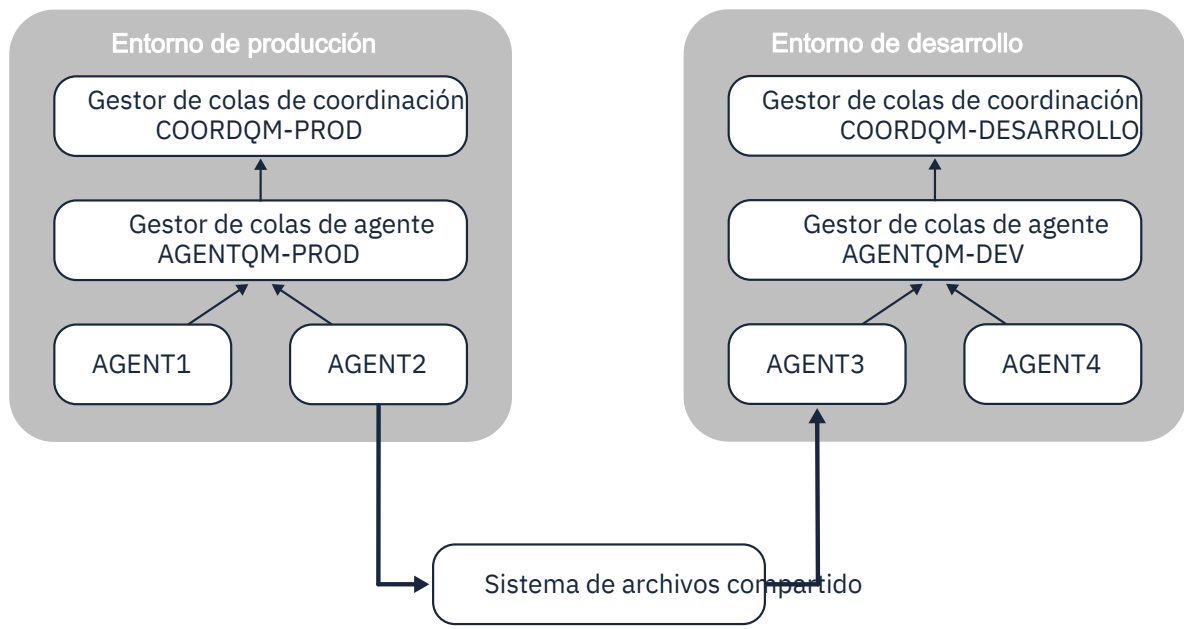 Entorno de producción
Gestor de colas de coordinación
COORDQM-PROD
Gestor de colas de agente
AGENTQM-PROD
AGENT1
AGENT2
Entorno de desarrollo
Gestor de colas de coordinación
COORDQM-DESARROLLO
Gestor de colas de agente
AGENTQM-DEV
AGENT3
AGENT4
Sistema de archivos compartido